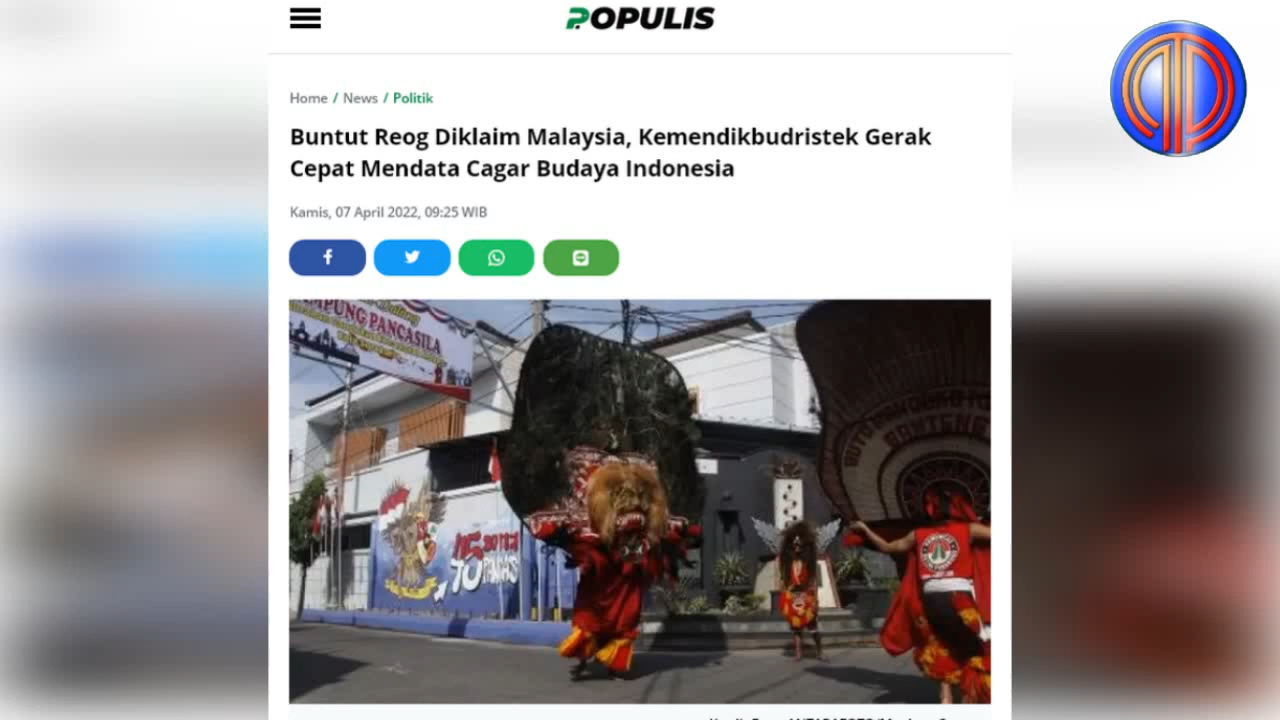 POPULIS
Home / News / Politik
Buntut Reog Diklaim Malaysia, Kemendikbudristek Gerak
Cepat Mendata Cagar Budaya Indonesia
Kamis, 07 April 2022, 09:25 WIB
MPUNG PANCASILA